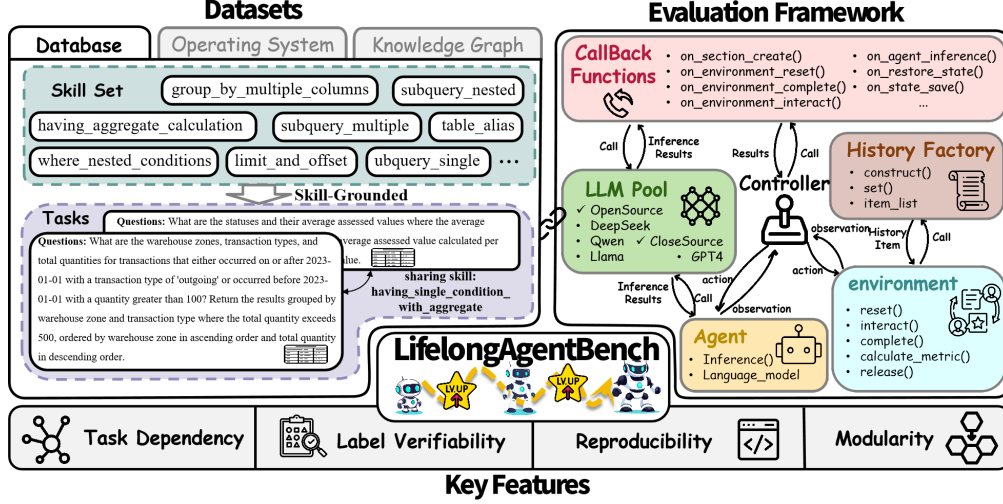 Datasets
Database
Operating System
Knowledge Graph
Skill Set
group_by_multiple_columns
subquery_nested
having_aggregate_calculation
subquery_multiple
table_alias
where_nested_conditions
limit_and_offset
ubquery_single
...
Skill-Grounded
Tasks
Questions: What are the statuses and their average assessed values where the average
average assessed value calculated per
alue.
Questions: What are the warehouse zones, transaction types, and
total quantities for transactions that either occurred on or after 2023-
01-01 with a transaction type of 'outgoing' or occurred before 2023-
01-01 with a quantity greater than 100? Return the results grouped by
warehouse zone and transaction type where the total quantity exceeds
500, ordered by warehouse zone in ascending order and total quantity
in descending order.
sharing skill:
having_single_condition_
with_aggregate
Evaluation Framework
CallBack
Functions
• on_section_create()
• on_environment_reset()
• on_environment_complete()
• on_environment_interact()
• on_agent_inference()
• on_restore_state()
• on_state_save()
...
Call
Inference
Results
Results
Call
LLM Pool
✓ OpenSource
• DeepSeek
• Qwen
• Llama
✓ CloseSource
• GPT4
Controller
History Factory
• construct()
• set()
• item_list
observation
History
Item
Call
action
action
Inference
Results
Call
observation
Agent
• Inference()
• Language_model
environment
• reset()
• interact()
• complete()
• calculate_metric()
• release()
LifelongAgentBench
LV.UP
LV.UP
Task Dependency
Label Verifiability
Reproducibility
</>
Modularity
Key Features